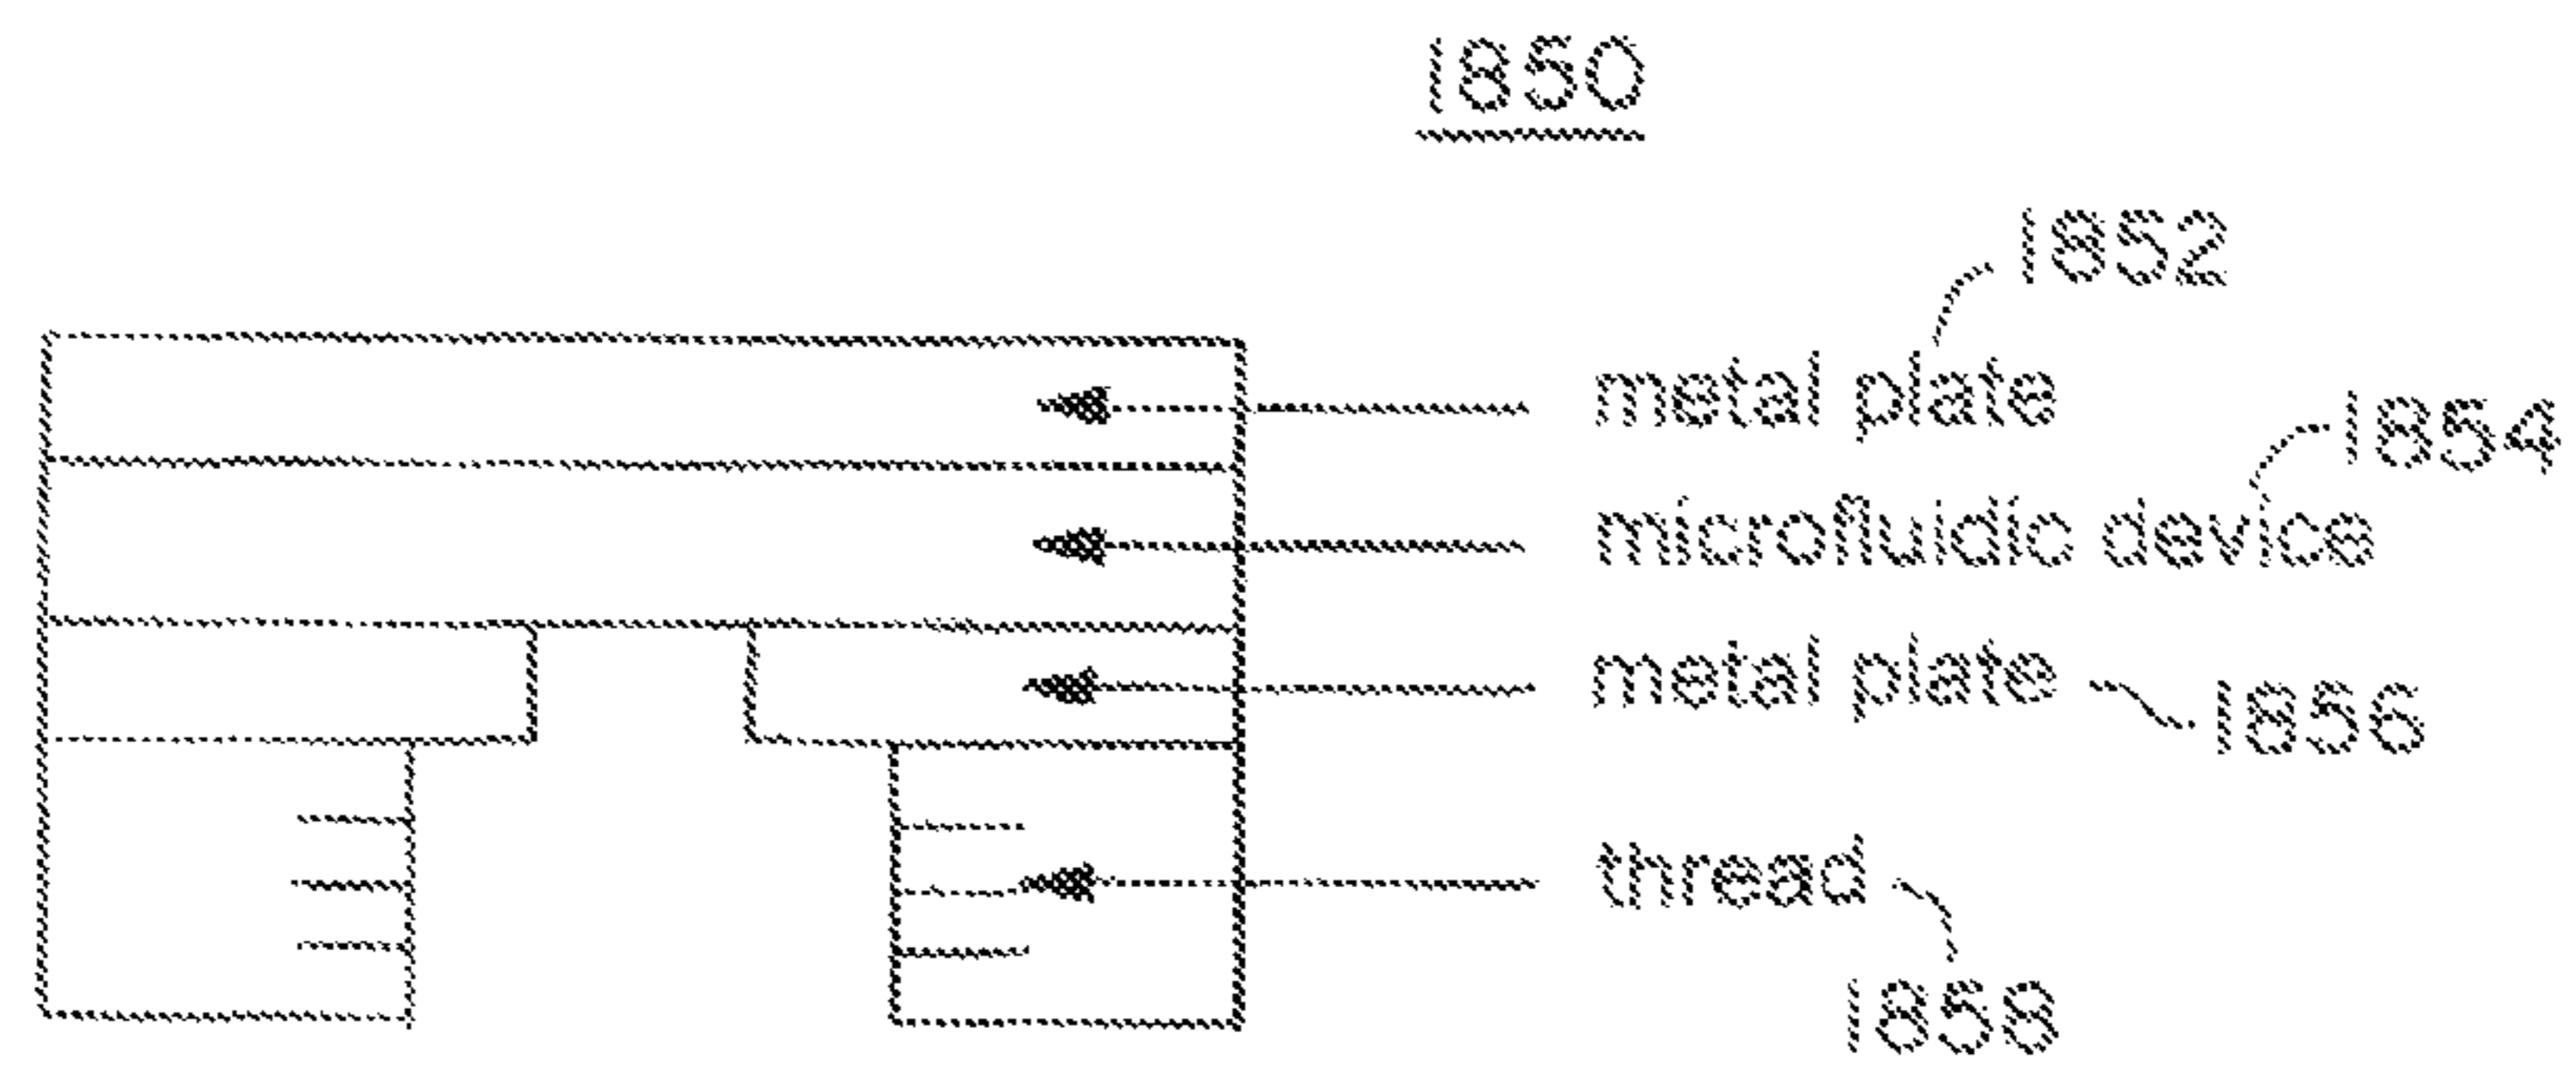 1850
1852
metal plate
1854
microfluidic device
metal plate
1856
thread
1858